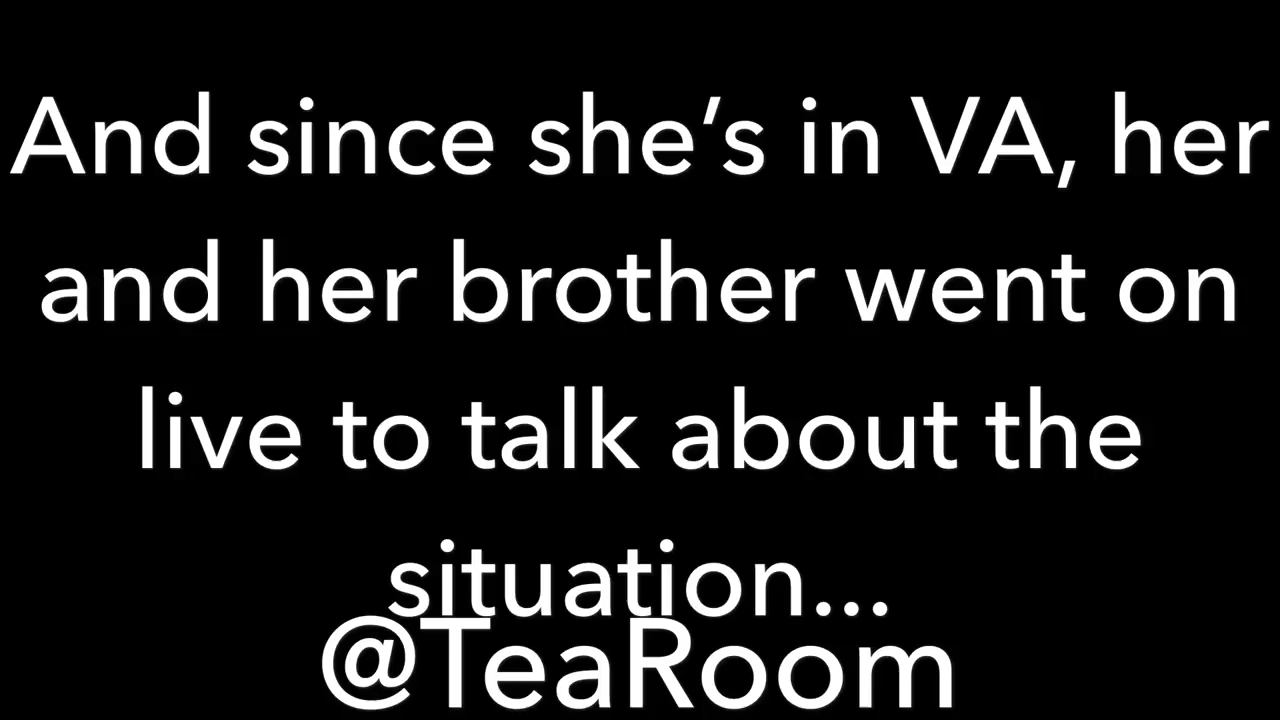 And since she’s in VA, her
and her brother went on
live to talk about the
situation...
@TeaRoom